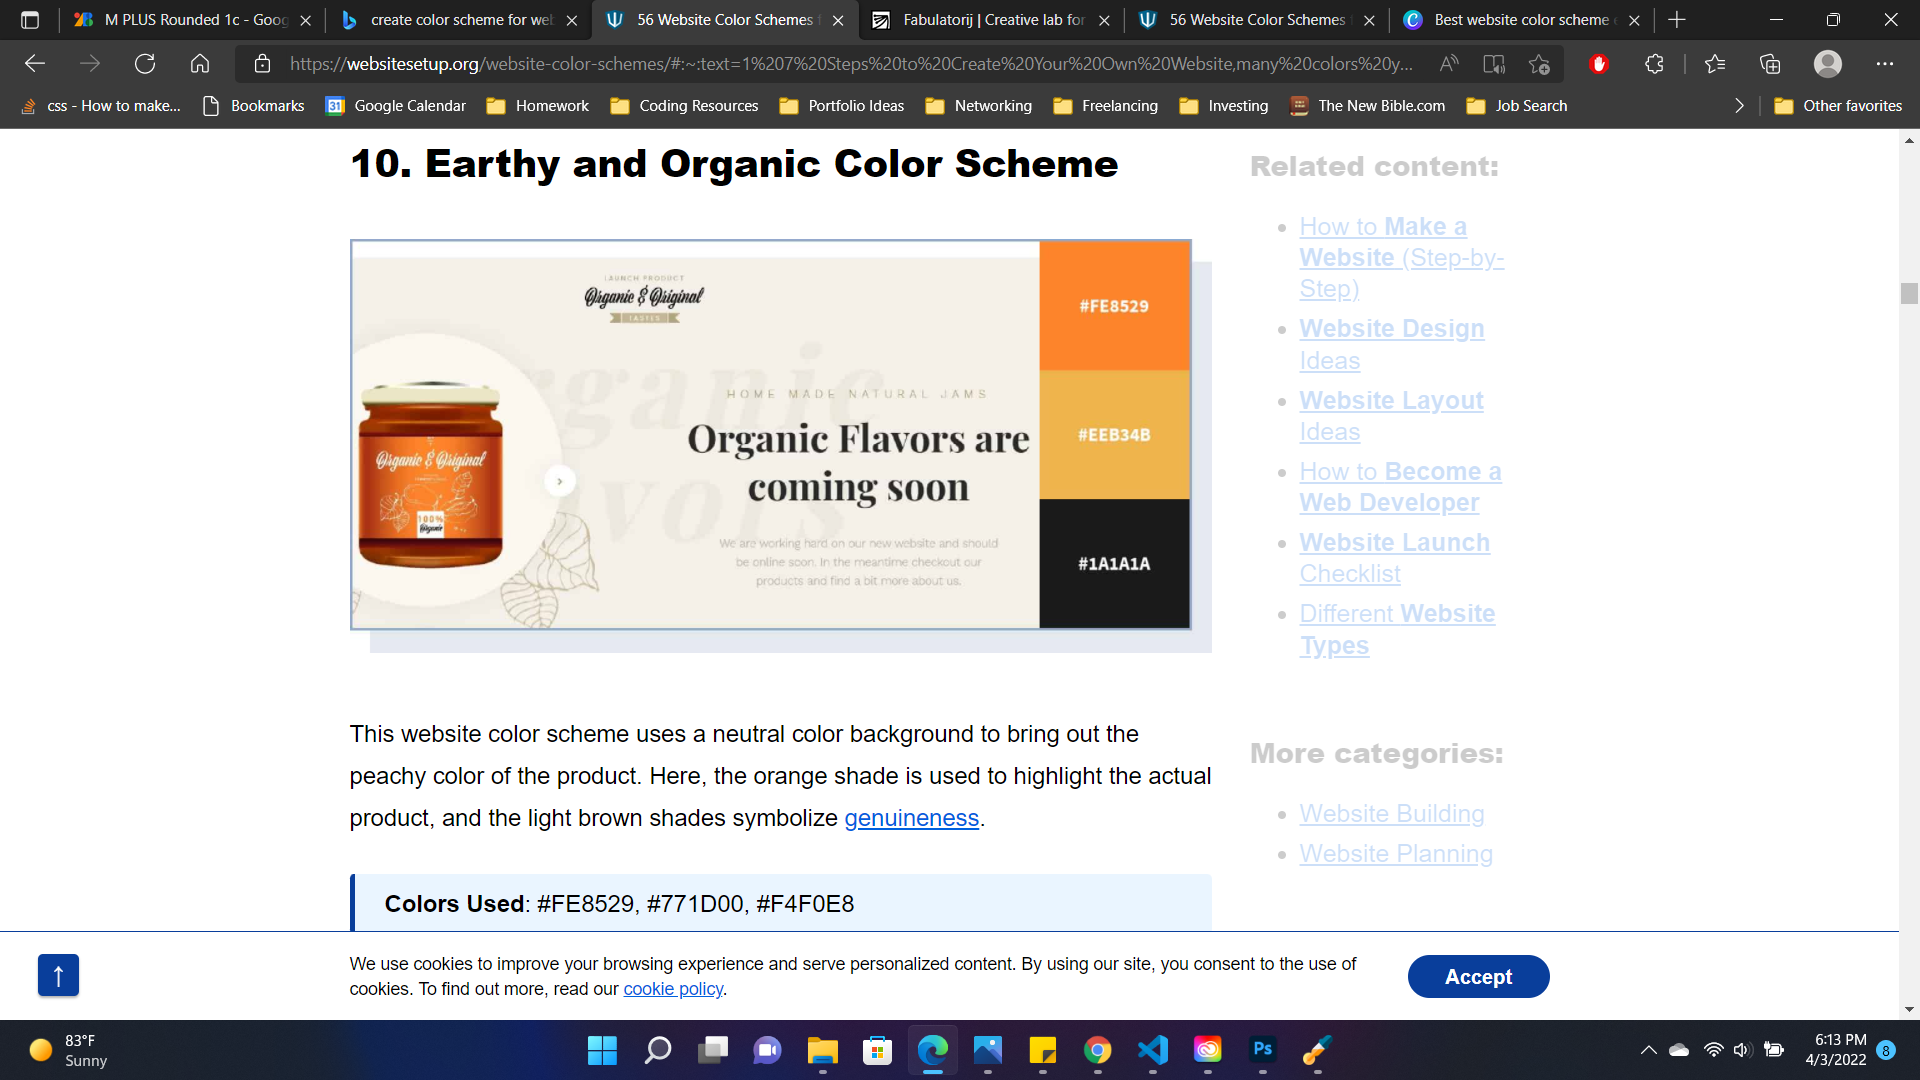 M PLUS Rounded 1c - Goog
create color scheme for web
56 Website Color Schemes f
Fabulatorij | Creative lab for
56 Website Color Schemes f
Best website color scheme
https://websitesetup.org/website-color-schemes/#:~:text=1%207%20Steps%20to%20Create%20Your%20Own%20Website,many%20colors%20y...
css - How to make...
Bookmarks
31
Google Calendar
Homework
Coding Resources
Portfolio Ideas
Networking
Freelancing
Investing
The New Bible.com
Job Search
Other favorites
10. Earthy and Organic Color Scheme
LAUNCH PRODUCT
Organic & Original
TASTES
organic
flavors
HOME MADE NATURAL JAMS
Organic Flavors are
coming soon
We are working hard on our new website and should
be online soon. In the meantime checkout our
products and find a bit more about us.
Organic & Original
100%
Organic
#FE8529
#EEB34B
#1A1A1A
This website color scheme uses a neutral color background to bring out the
peachy color of the product. Here, the orange shade is used to highlight the actual
product, and the light brown shades symbolize genuineness.
Colors Used: #FE8529, #771D00, #F4F0E8
Related content:
How to Make a
Website (Step-by-
Step)
Website Design
Ideas
Website Layout
Ideas
How to Become a
Web Developer
Website Launch
Checklist
Different Website
Types
More categories:
Website Building
Website Planning
We use cookies to improve your browsing experience and serve personalized content. By using our site, you consent to the use of
cookies. To find out more, read our cookie policy.
Accept
83°F
Sunny
Ps
6:13 PM
4/3/2022
8